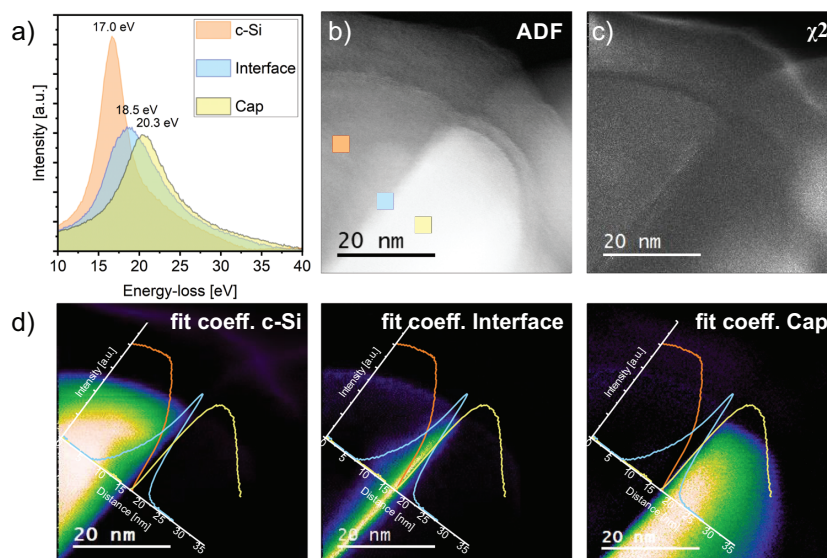 a)
17.0 eV
18.5 eV
20.3 eV
c-Si
Interface
Cap
Intensity [a.u.]
10 15 20 25 30 35 40
Energy-loss [eV]
b)
ADF
20 nm
c)
χ2
20 nm
d)
fit coeff. c-Si
Intensity [a.u.]
0 5 10 15 20 25 30 35
Distance [nm]
20 nm
fit coeff. Interface
Intensity [a.u.]
0 5 10 15 20 25 30 35
Distance [nm]
20 nm
fit coeff. Cap
Intensity [a.u.]
0 5 10 15 20 25 30 35
Distance [nm]
20 nm